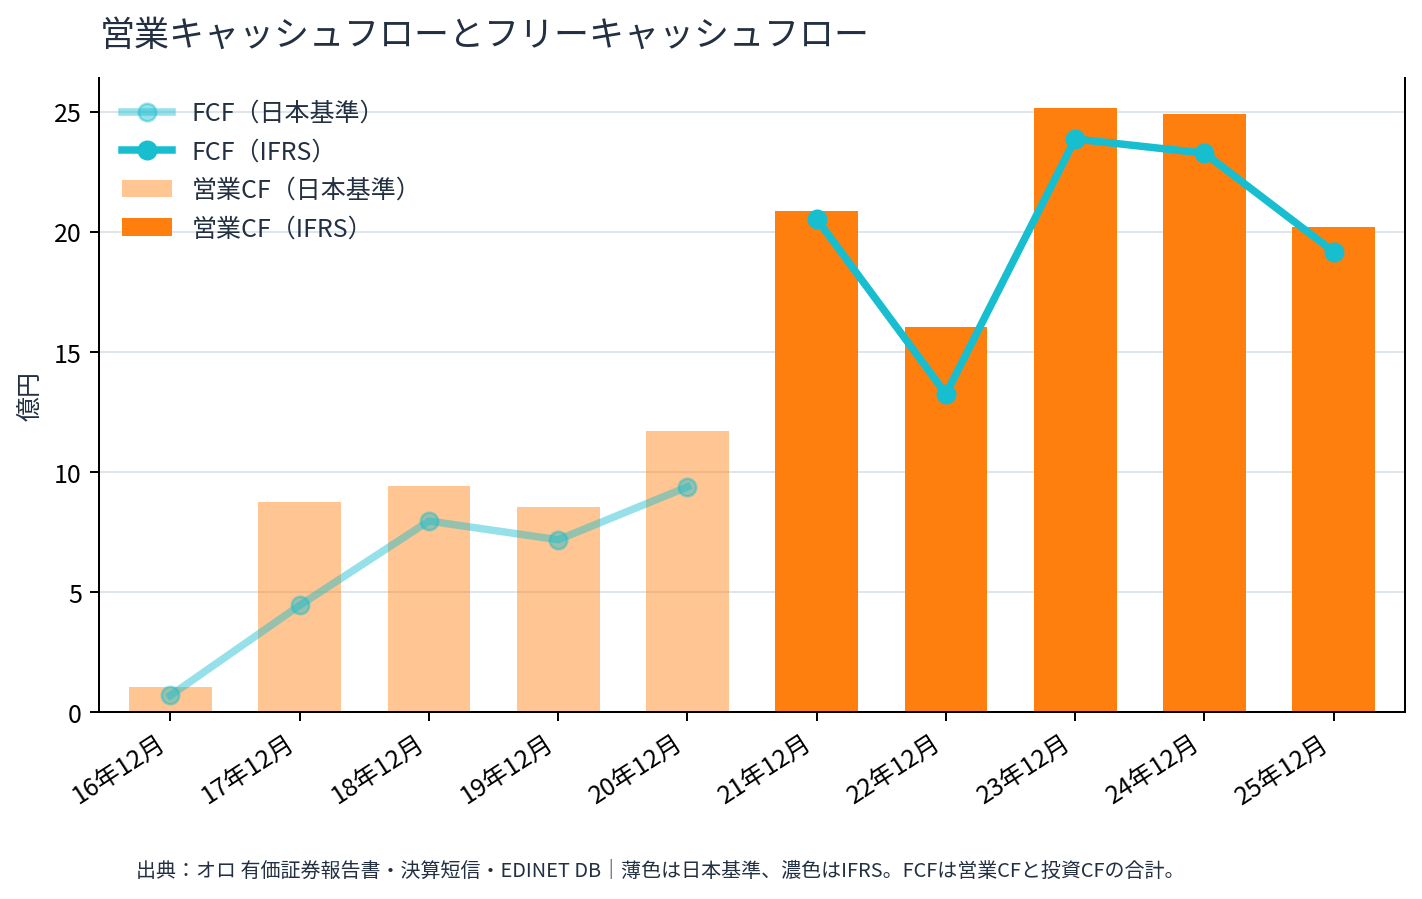 営業キャッシュフローとフリーキャッシュフロー
FCF（日本基準）
FCF（IFRS）
営業CF（日本基準）
営業CF（IFRS）
億円
25
20
15
10
5
0
16年12月
17年12月
18年12月
19年12月
20年12月
21年12月
22年12月
23年12月
24年12月
25年12月
出典：オロ 有価証券報告書・決算短信・EDINET DB｜薄色は日本基準、濃色はIFRS。FCFは営業CFと投資CFの合計。